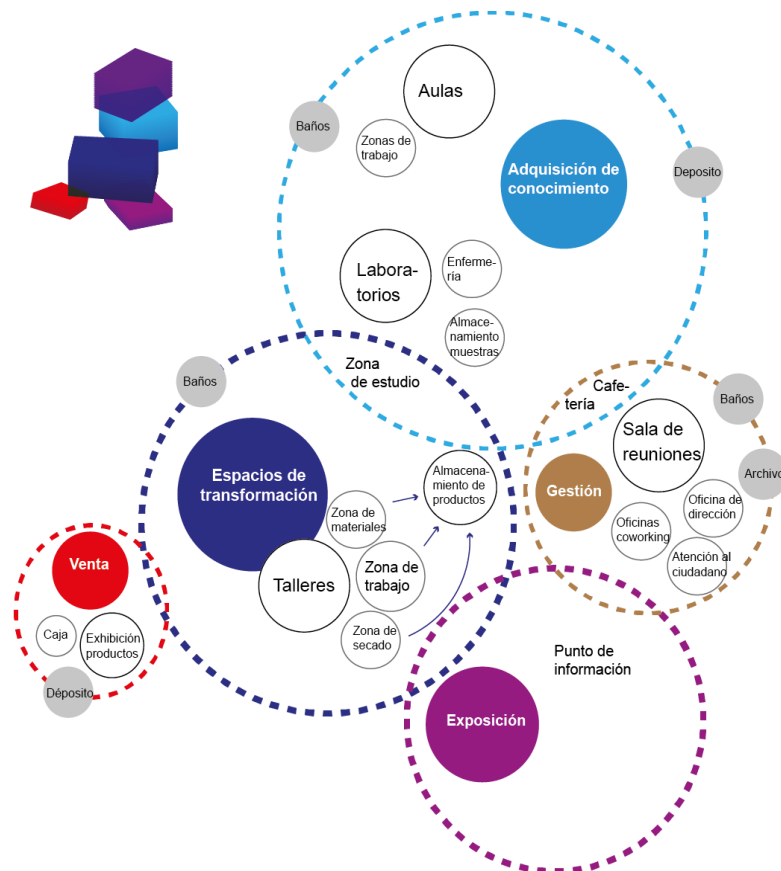 Aulas
Baños
Zonas de
trabajo
Adquisición de
conocimiento
Deposito
Labora-
torios
Enferme-
ría
Almace-
namiento
muestras
Zona
de estudio
Baños
Cafe-
tería
Baños
Sala de
reuniones
Archivo
Gestión
Oficina de
dirección
Oficinas
coworking
Atención al
ciudadano
Espacios de
transformación
Almacena-
miento de
productos
Zona de
materiales
Talleres
Zona de
trabajo
Zona de
secado
Venta
Caja
Exhibición
productos
Déposito
Punto de
información
Exposición